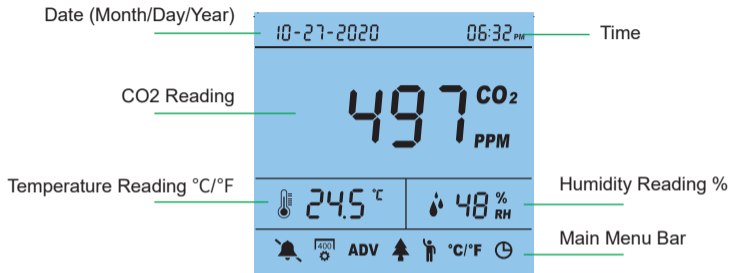 Date (Month/Day/Year)
10-27-2020
06:32 PM
Time
CO2 Reading
497
CO2
PPM
Temperature Reading °C/°F
24.5 °C
48 % RH
Humidity Reading %
400
ADV
°C/°F
Main Menu Bar